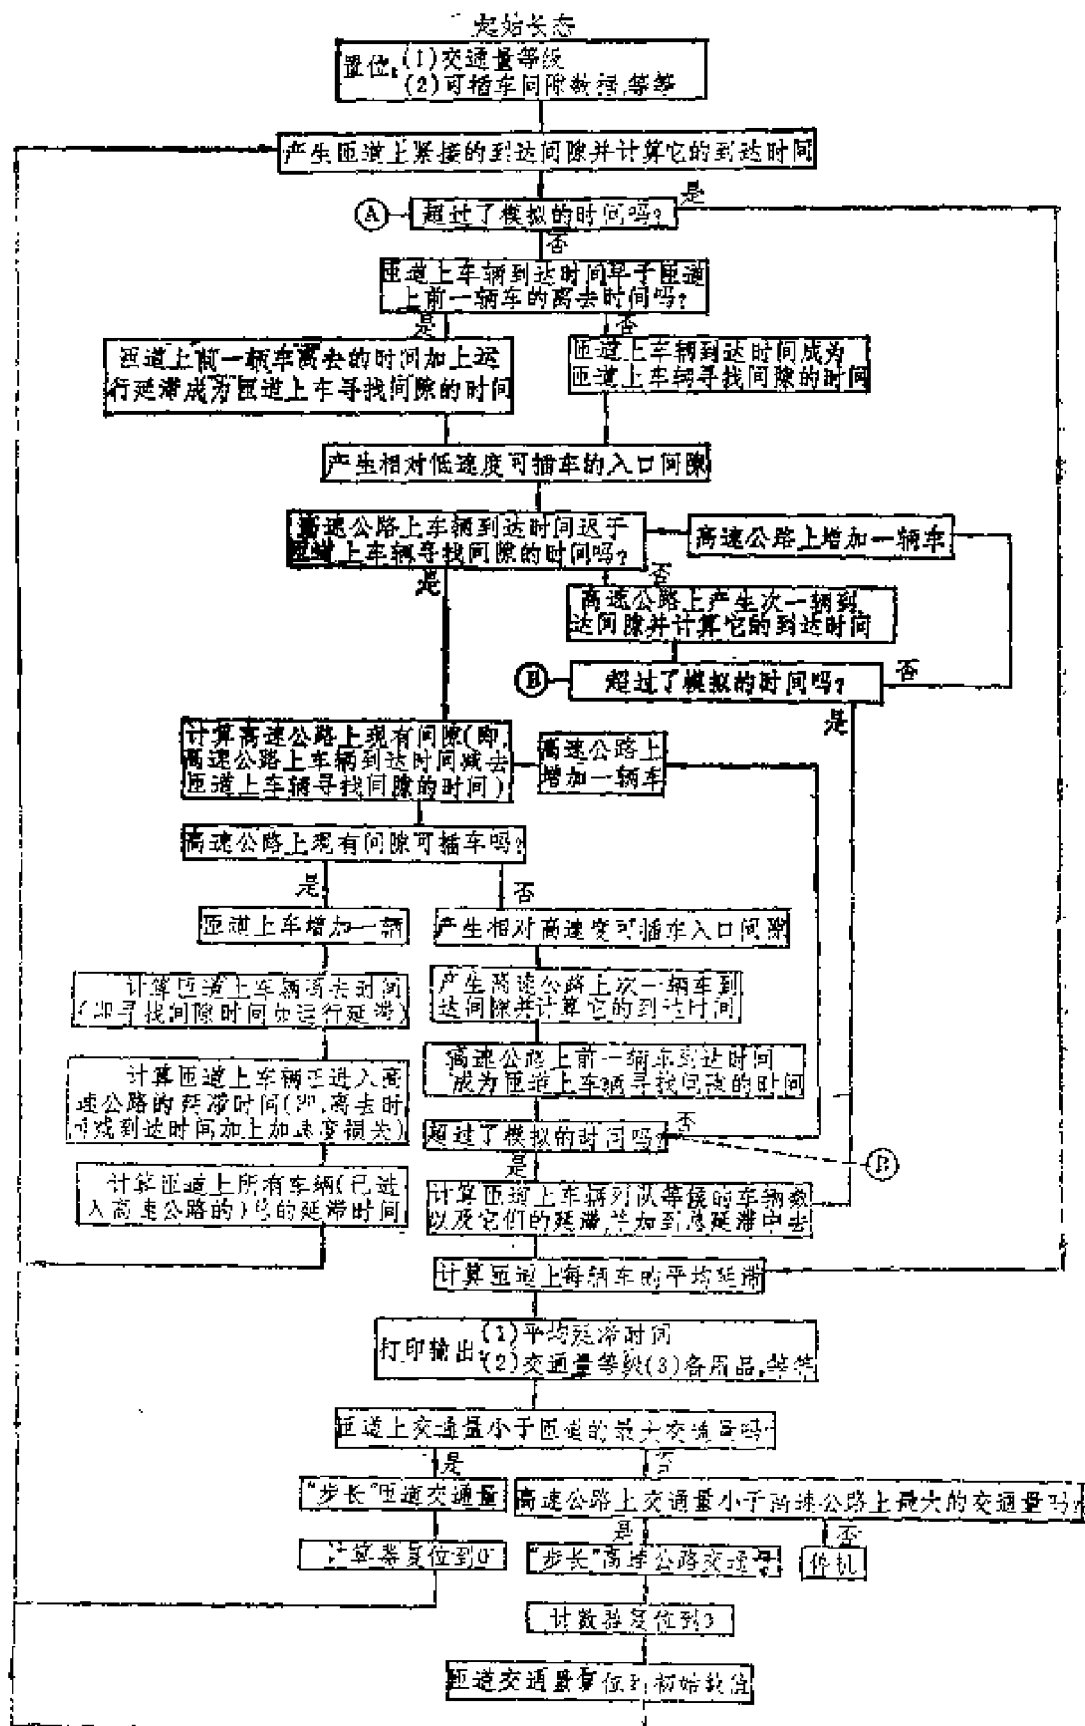 起始状态
置位:(1)交通量等级
(2)可插车间隙数据,等等
产生匝道上紧接的到达间隙并计算它的到达时间
是
Ⓐ
超过了模拟的时间吗?
否
匝道上车辆到达时间早于匝道
上前一辆车的离去时间吗?
是
否
匝道上前一辆车离去的时间加上运
行延滞成为匝道上车寻找间隙的时间
匝道上车辆到达时间成为
匝道上车辆寻找间隙的时间
产生相对低速度可插车的入口间隙
高速公路上车辆到达时间迟于
匝道上车辆寻找间隙的时间吗?
高速公路上增加一辆车
是
否
高速公路上产生次一辆到
达间隙并计算它的到达时间
Ⓑ
超过了模拟的时间吗?
否
是
计算高速公路上现有间隙(即,
高速公路上车辆到达时间减去
匝道上车辆寻找间隙的时间)
高速公路上
增加一辆车
高速公路上现有间隙可插车吗?
是
否
匝道上车增加一辆
产生相对高速度可插车入口间隙
计算匝道上车辆离去时间
(即寻找间隙时间加运行延滞)
产生高速公路上次一辆车到
达间隙并计算它的到达时间
计算匝道上车辆已进入高
速公路的延滞时间(即,离去时
间减到达时间加上加速度损失)
高速公路上前一辆车到达时间
成为匝道上车辆寻找间隙的时间
超过了模拟的时间吗?
否
Ⓑ
是
计算匝道上所有车辆(已进
入高速公路的)总的延滞时间
计算匝道上车辆列队等候的车辆数
以及它们的延滞,并加到总延滞中去
计算匝道上每辆车的平均延滞
打印输出:(1)平均延滞时间
(2)交通量等级(3)备用品,等等
匝道上交通量小于匝道的最大交通量吗?
是
否
"步长"匝道交通量
高速公路上交通量小于高速公路上最大的交通量吗?
是
否
计算器复位到0
"步长"高速公路交通量
停机
计数器复位到0
匝道交通量复位到初始数值